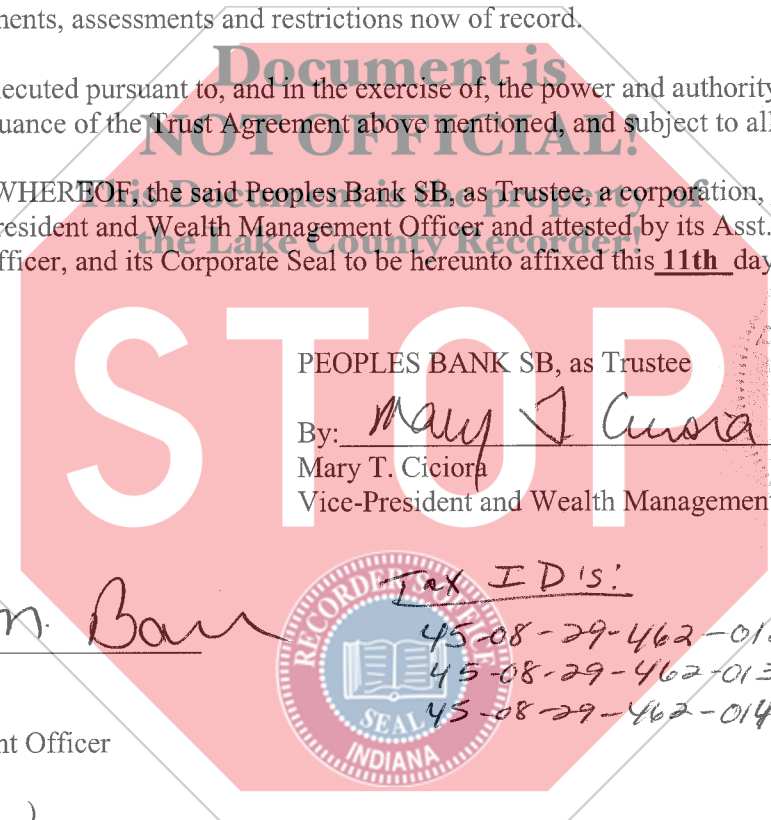 nents, assessments and restrictions now of record.
Document is
ecuted pursuant to, and in the exercise of, the power and authority
NOT OFFICIAL!
uance of the Trust Agreement above mentioned, and subject to all
This Document is the property of
WHEREOF, the said Peoples Bank SB, as Trustee, a corporation,
resident and Wealth Management Officer and attested by its Asst.
the Lake County Recorder!
fficer, and its Corporate Seal to be hereunto affixed this 11th day
STOP
PEOPLES BANK SB, as Trustee
By: Mary T Ciciora
Mary T. Ciciora
Vice-President and Wealth Managemen
m. Barr
Tax ID's:
45-08-29-462-01
45-08-29-462-013
45-08-29-462-014
RECORDER'S OFFICE
SEAL
INDIANA
nt Officer
)